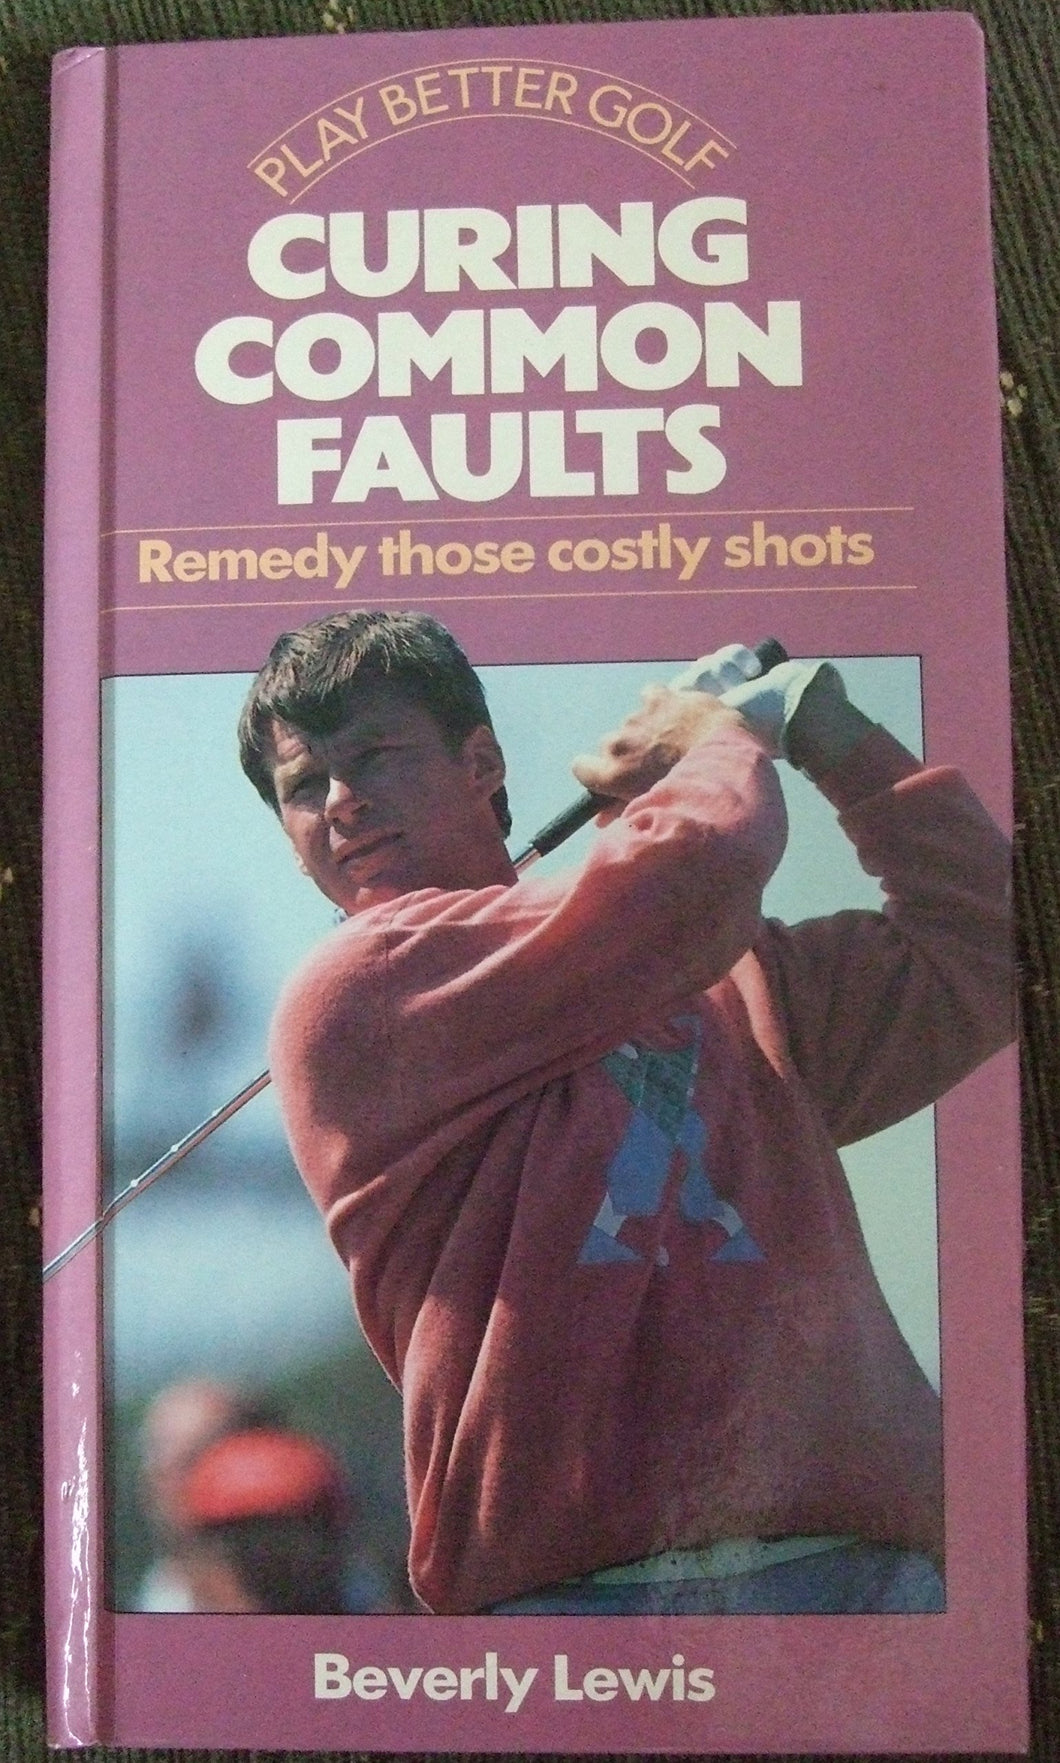 PLAY BETTER GOLF
CURING
COMMON
FAULTS
Remedy those costly shots
Beverly Lewis